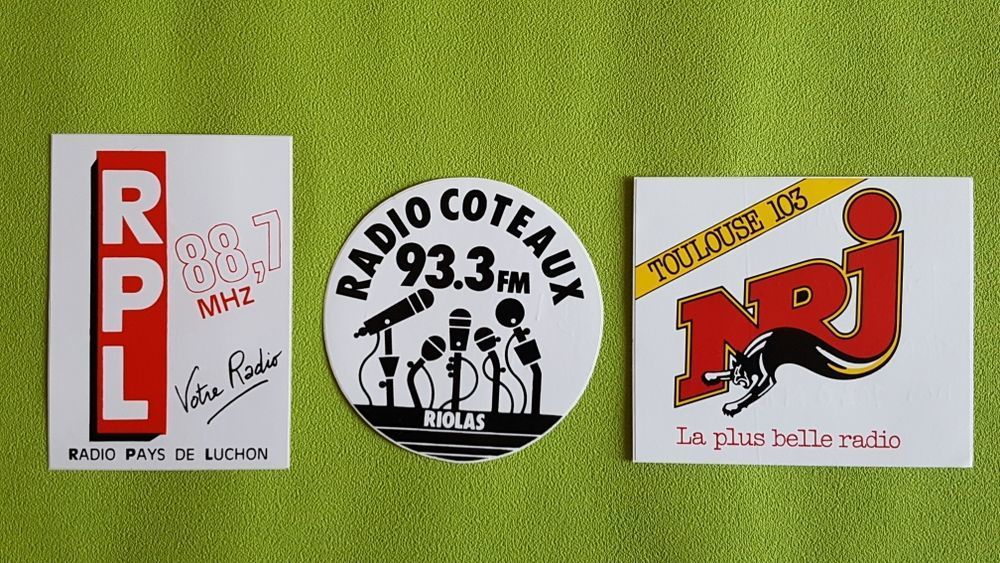 RPL
88,7
MHz
Votre Radio
RADIO PAYS DE LUCHON
RADIO COTEAUX
93.3 FM
RIOLAS
TOULOUSE 103
NRJ
La plus belle radio